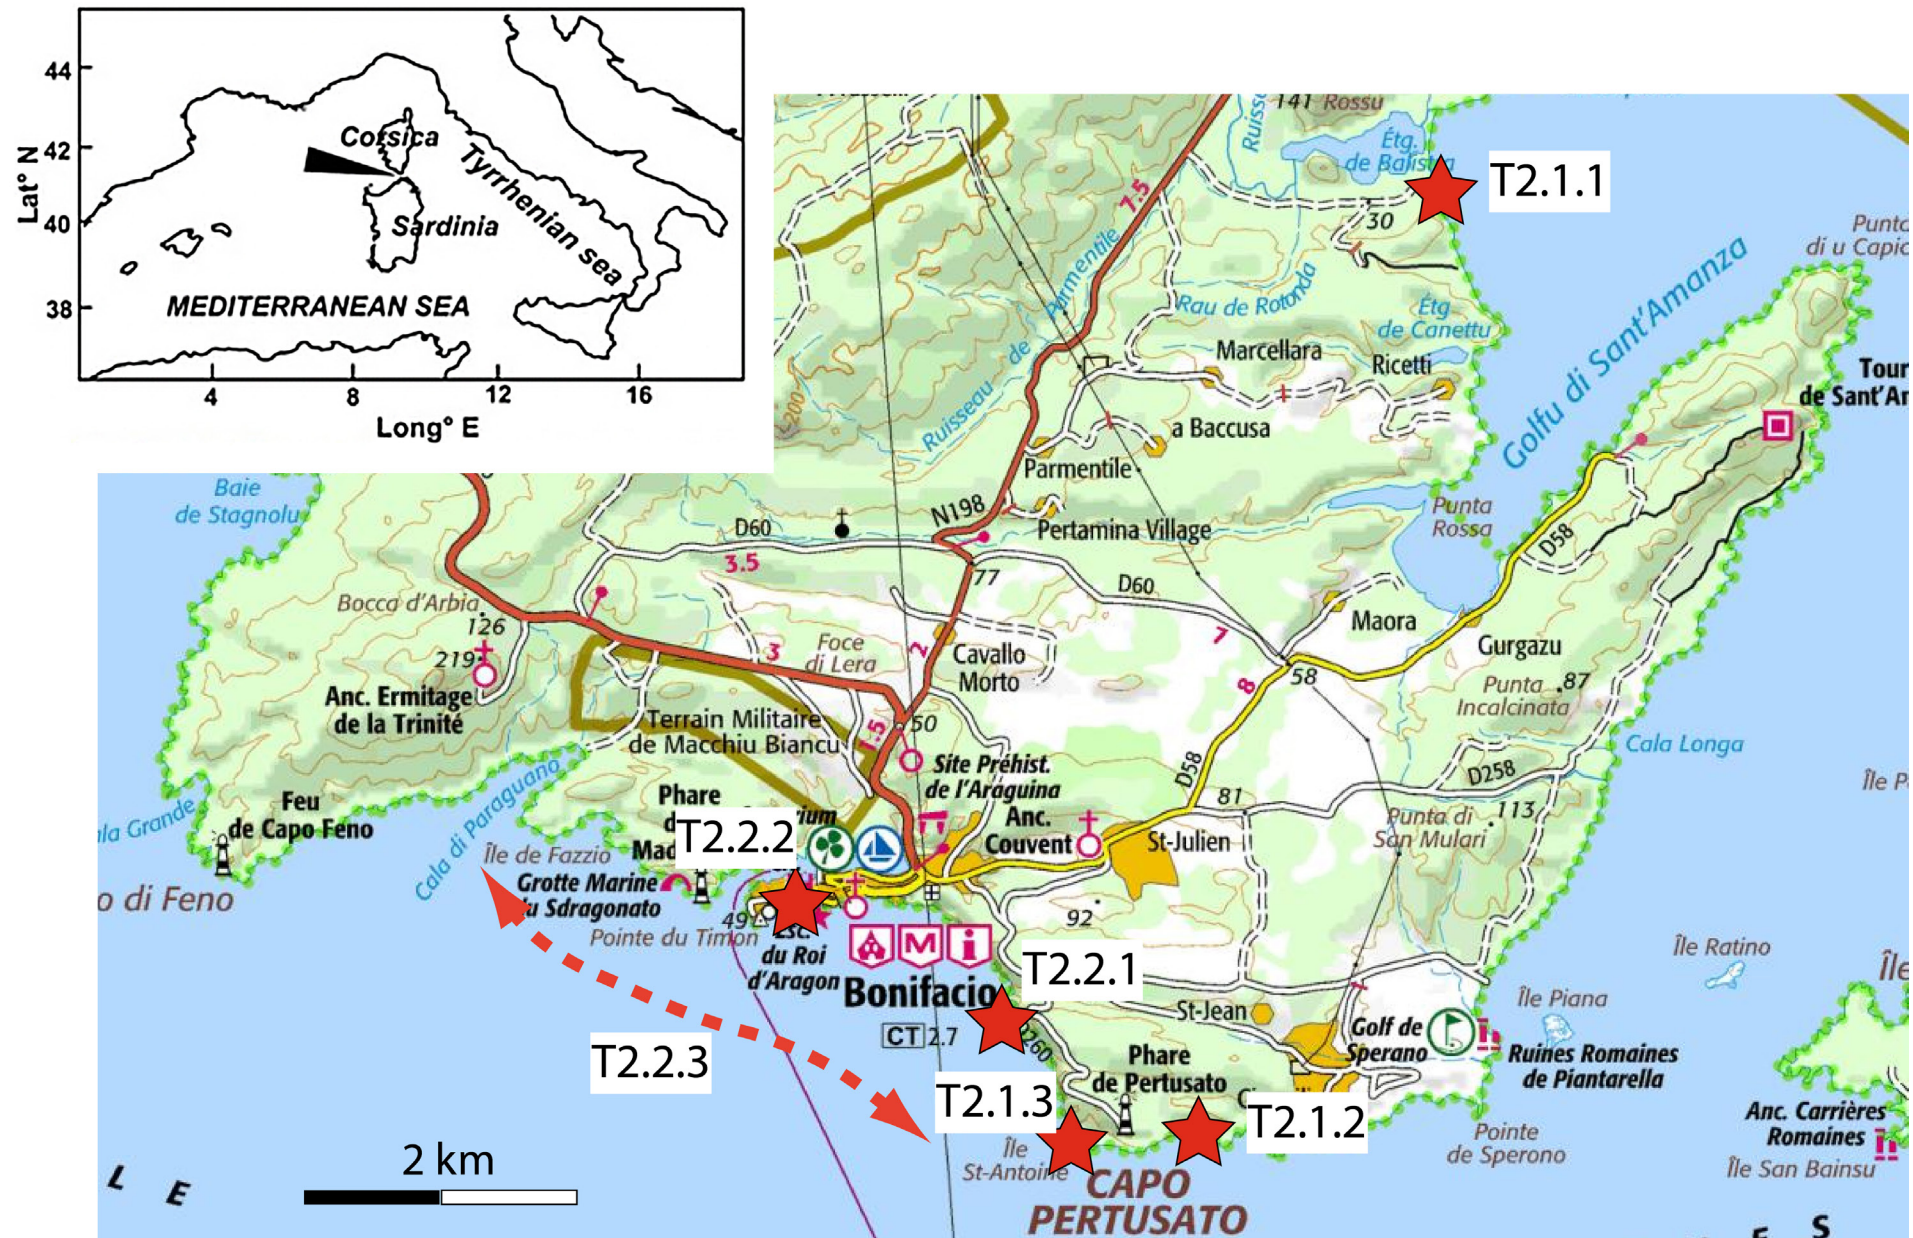 44
42
40
38
Lat° N
4
8
12
16
Long° E
Corsica
Sardinia
Tyrrhenian sea
MEDITERRANEAN SEA
141 Rossu
Étg.
de Balistra
T2.1.1
30
7.5
Ruisseau de Parmentile
Rau de Rotonda
Étg
de Canettu
Golfu di Sant'Amanza
Punta
di u Capic
Marcellara
Ricetti
200
a Baccusa
Tour
de Sant'Ar
Parmentile
Baie
de Stagnolu
D60
N198
Pertamina Village
Punta
Rossa
D58
3.5
77
D60
Bocca d'Arbia
126
219
Anc. Ermitage
de la Trinité
3
Foce
di Lera
2
Cavallo
Morto
7
Maora
Gurgazu
8
58
Punta
Incalcinata
87
Terrain Militaire
de Macchiu Biancu
1.5
50
Site Préhist.
de l'Araguina
Cala Longa
D58
D258
81
Feu
de Capo Feno
Cala di Paraguano
Phare
T2.2.2
Anc.
Couvent
St-Julien
Punta di
San Mulari
113
Île de Fazzio
Grotte Marine
du Sdragonato
Pointe du Timon
49
Esc.
du Roi
d'Aragon
92
T2.2.1
Île Ratino
o di Feno
M
i
Bonifacio
CT 2.7
St-Jean
Golf de
Sperano
Île Piana
Ruines Romaines
de Piantarella
T2.2.3
Phare
de Pertusato
T2.1.3
T2.1.2
Île
St-Antoine
CAPO
PERTUSATO
Pointe
de Sperono
Anc. Carrières
Romaines
Île San Bainsu
2 km
L E
S